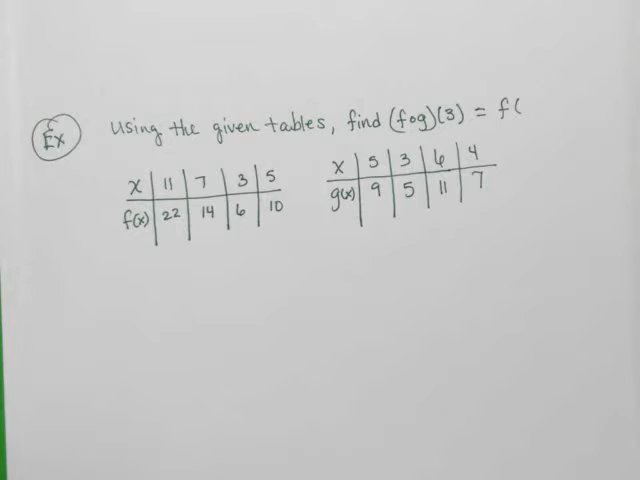 Ex Using the given tables, find (fog)(3) = f(
x 11 7 3 5
f(x) 22 14 6 10
x 5 3 6 4
g(x) 9 5 11 7